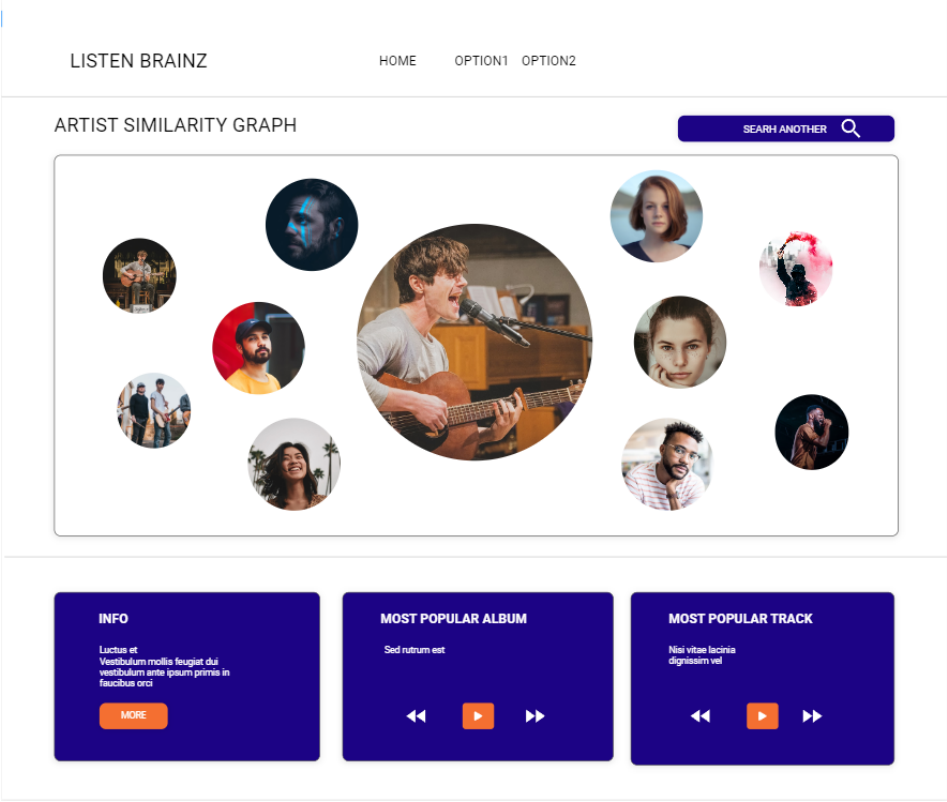 LISTEN BRAINZ
HOME OPTION1 OPTION2
ARTIST SIMILARITY GRAPH
SEARH ANOTHER
INFO
Luctus et
Vestibulum mollis feugiat dui
vestibulum ante ipsum primis in
faucibus orci
MORE
MOST POPULAR ALBUM
Sed rutrum est
MOST POPULAR TRACK
Nisi vitae lacinia
dignissim vel